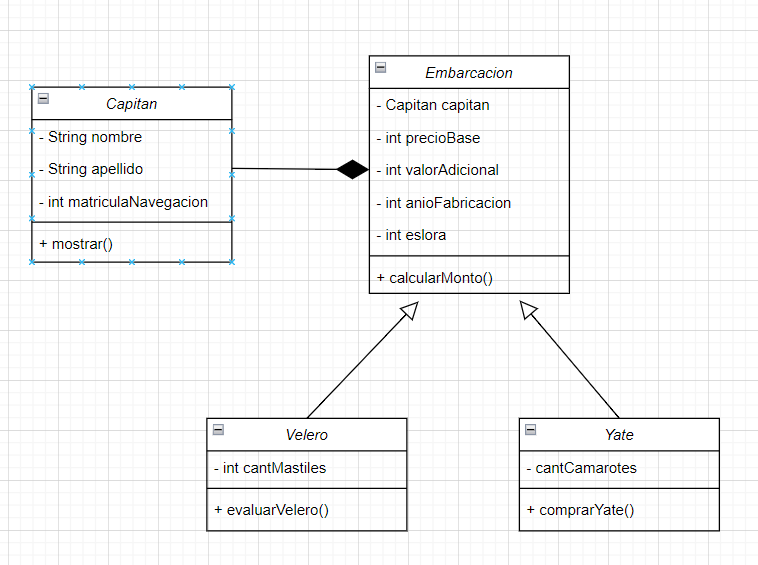 Capitan
- String nombre
- String apellido
- int matriculaNavegacion
+ mostrar()
Embarcacion
- Capitan capitan
- int precioBase
- int valorAdicional
- int anioFabricacion
- int eslora
+ calcularMonto()
Velero
- int cantMastiles
+ evaluarVelero()
Yate
- cantCamarotes
+ comprarYate()